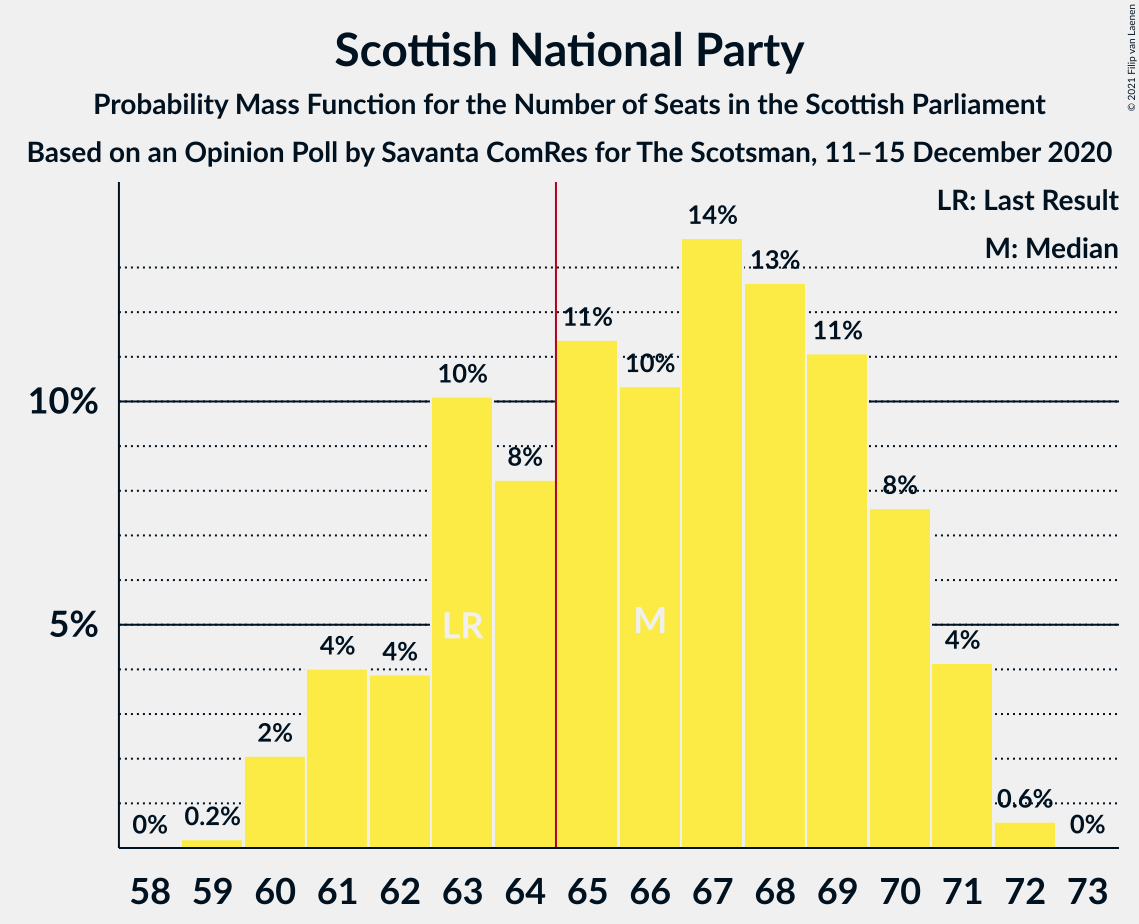 Scottish National Party
Probability Mass Function for the Number of Seats in the Scottish Parliament
Based on an Opinion Poll by Savanta ComRes for The Scotsman, 11–15 December 2020
© 2021 Filip van Laenen
LR: Last Result
M: Median
10%
5%
0%
0.2%
2%
4%
4%
10%
8%
11%
10%
14%
13%
11%
8%
4%
0.6%
0%
LR
M
58 59 60 61 62 63 64 65 66 67 68 69 70 71 72 73